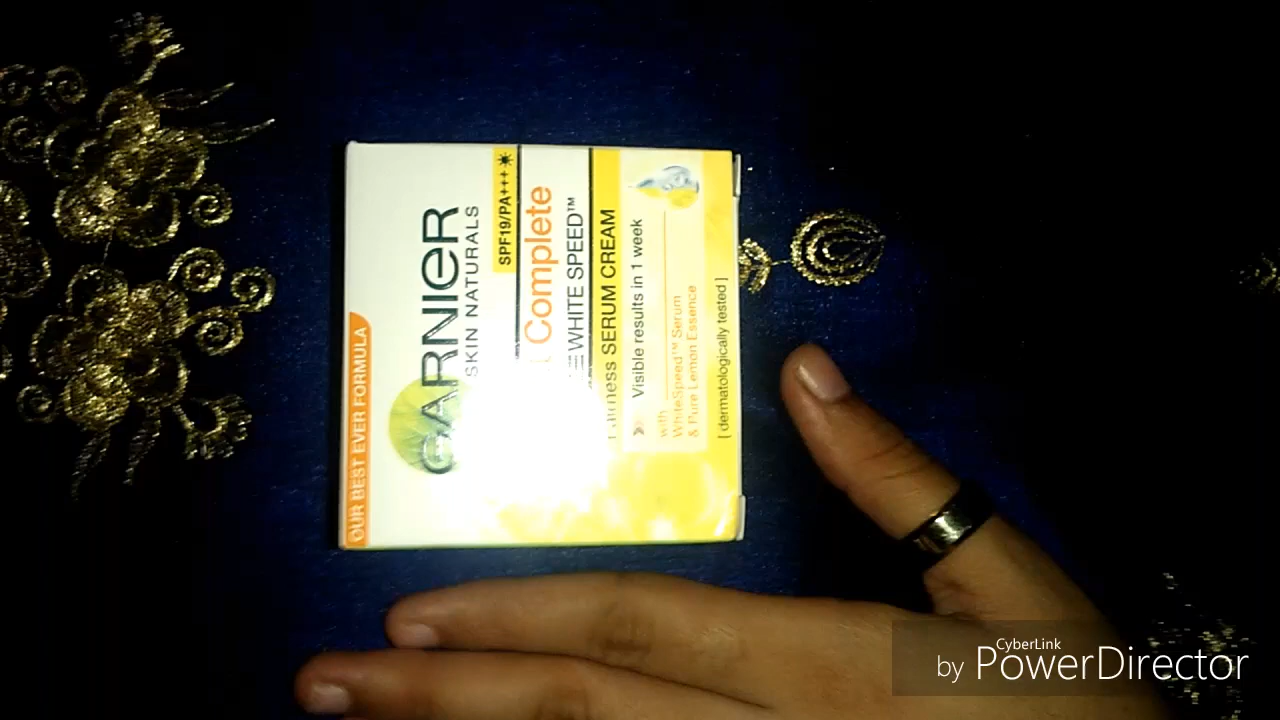 OUR BEST EVER FORMULA
GARNIER
SKIN NATURALS
SPF19/PA+++
Complete
WHITE SPEED™
Fairness SERUM CREAM
Visible results in 1 week
with
WhiteSpeed™ Serum
& Pure Lemon Essence
[ dermatologically tested ]
CyberLink
by PowerDirector